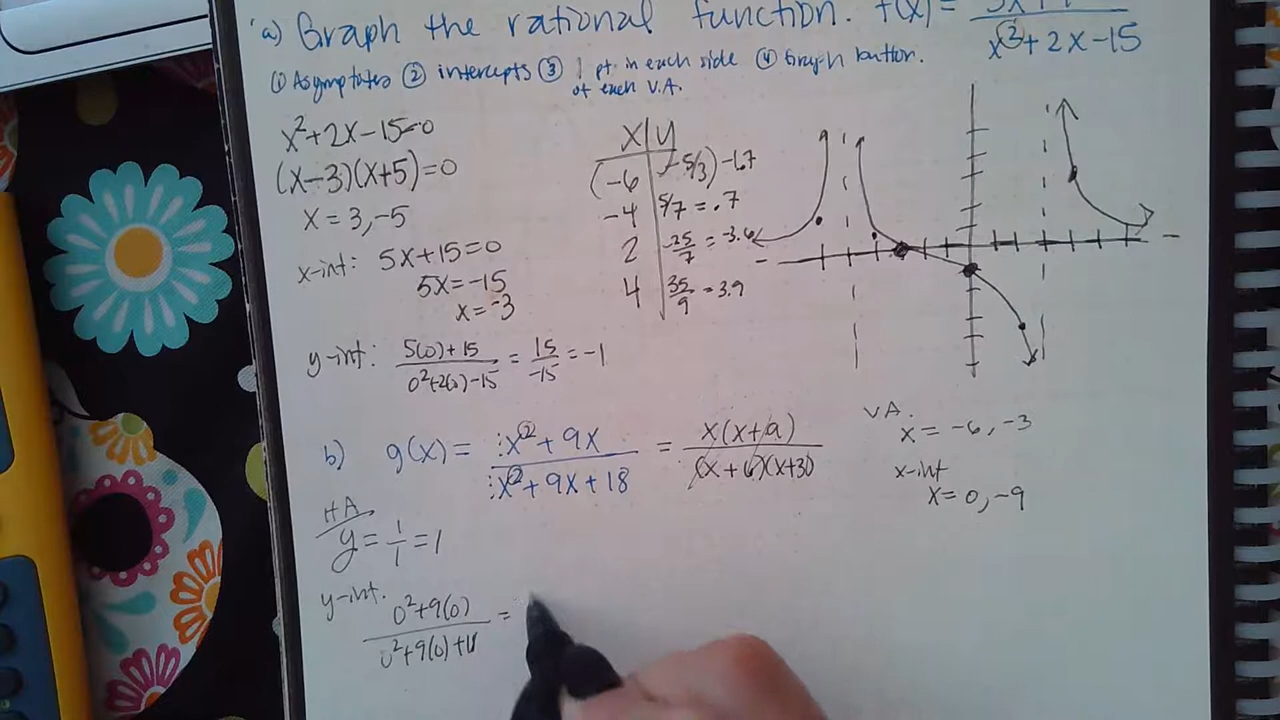 a) Graph the rational function. f(x) =
x²+2x-15
① Asymptotes ② intercepts ③ 1 pt. in each side ④ Graph button.
of each V.A.
x²+2x-15=0
(x-3)(x+5)=0
x=3,-5
x-int: 5x+15=0
5x=-15
x=-3
y-int: 5(0)+15 / 0²+2(0)-15 = 15/-15 = -1
x|y
-6 -5/3 -1.7
-4 5/7=.7
2 25/7=-3.6
4 35/9=3.9
b) g(x)= x²+9x / x²+9x+18 = x(x+9) / (x+6)(x+3)
V.A.
x=-6,-3
x-int
x=0,-9
HA
y=1/1=1
y-int.
0²+9(0) / 0²+9(0)+18 =